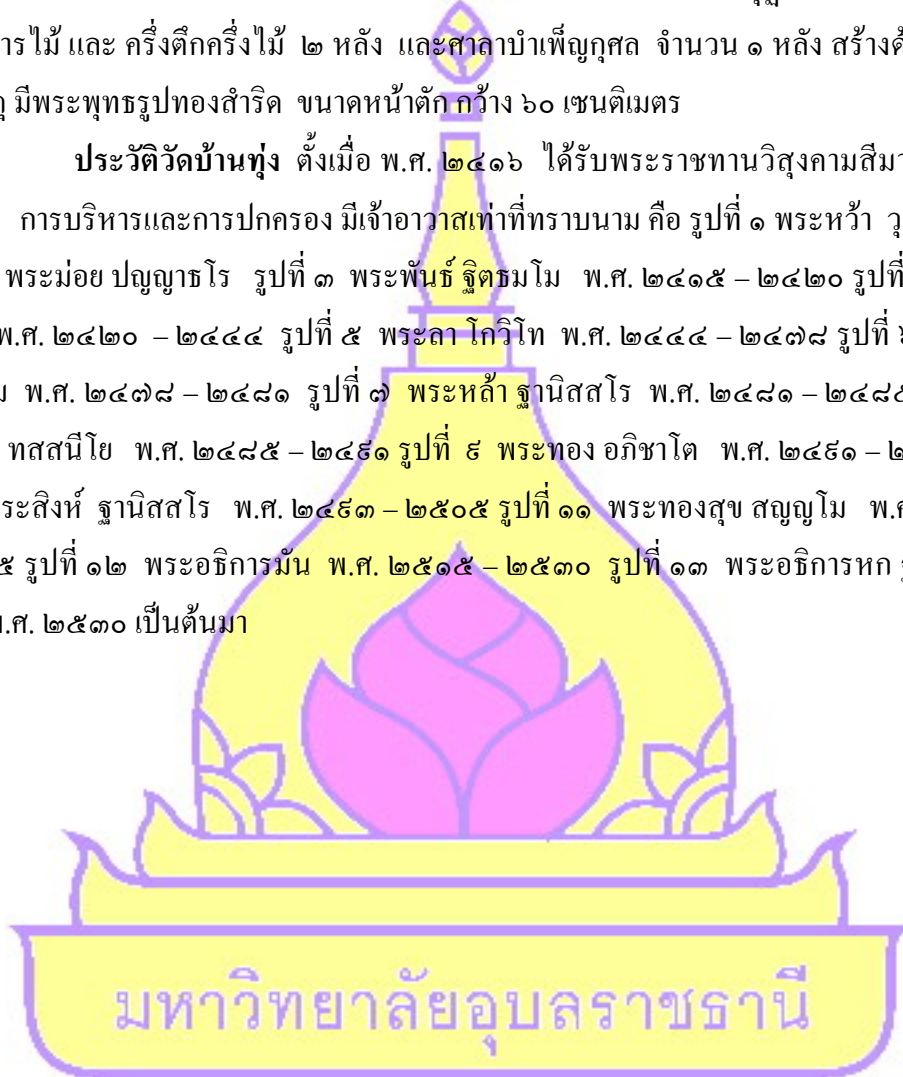 ารไม้ และ ครึ่งตึกครึ่งไม้ ๒ หลัง และศาลาบำเพ็ญกุศล จำนวน ๑ หลัง สร้างด้
มีพระพุทธรูปทองสำริด ขนาดหน้าตัก กว้าง ๖๐ เซนติเมตร
ประวัติวัดบ้านทุ่ง ตั้งเมื่อ พ.ศ. ๒๔๑๖ ได้รับพระราชทานวิสุงคามสีมา
การบริหารและการปกครอง มีเจ้าอาวาสเท่าที่ทราบนาม คือ รูปที่ ๑ พระหว้า วุ
พระม่อย ปญฺญาธโร รูปที่ ๓ พระพันธ์ ฐิตธมโม พ.ศ. ๒๔๑๕ – ๒๔๒๐ รูปที่
พ.ศ. ๒๔๒๐ – ๒๔๔๔ รูปที่ ๕ พระลา โกวิโท พ.ศ. ๒๔๔๔ – ๒๔๗๘ รูปที่ ๖
ม พ.ศ. ๒๔๗๘ – ๒๔๘๑ รูปที่ ๗ พระหล้า ฐานิสสโร พ.ศ. ๒๔๘๑ – ๒๔๘๕
ทสสนีโย พ.ศ. ๒๔๘๕ – ๒๔๙๑ รูปที่ ๙ พระทอง อภิชาโต พ.ศ. ๒๔๙๑ – ๒
ระสิงห์ ฐานิสสโร พ.ศ. ๒๔๙๓ – ๒๕๐๕ รูปที่ ๑๑ พระทองสุข สญฺญโม พ.ศ
๕ รูปที่ ๑๒ พระอธิการมัน พ.ศ. ๒๕๑๕ – ๒๕๓๐ รูปที่ ๑๓ พระอธิการหก
พ.ศ. ๒๕๓๐ เป็นต้นมา
มหาวิทยาลัยอุบลราชธานี